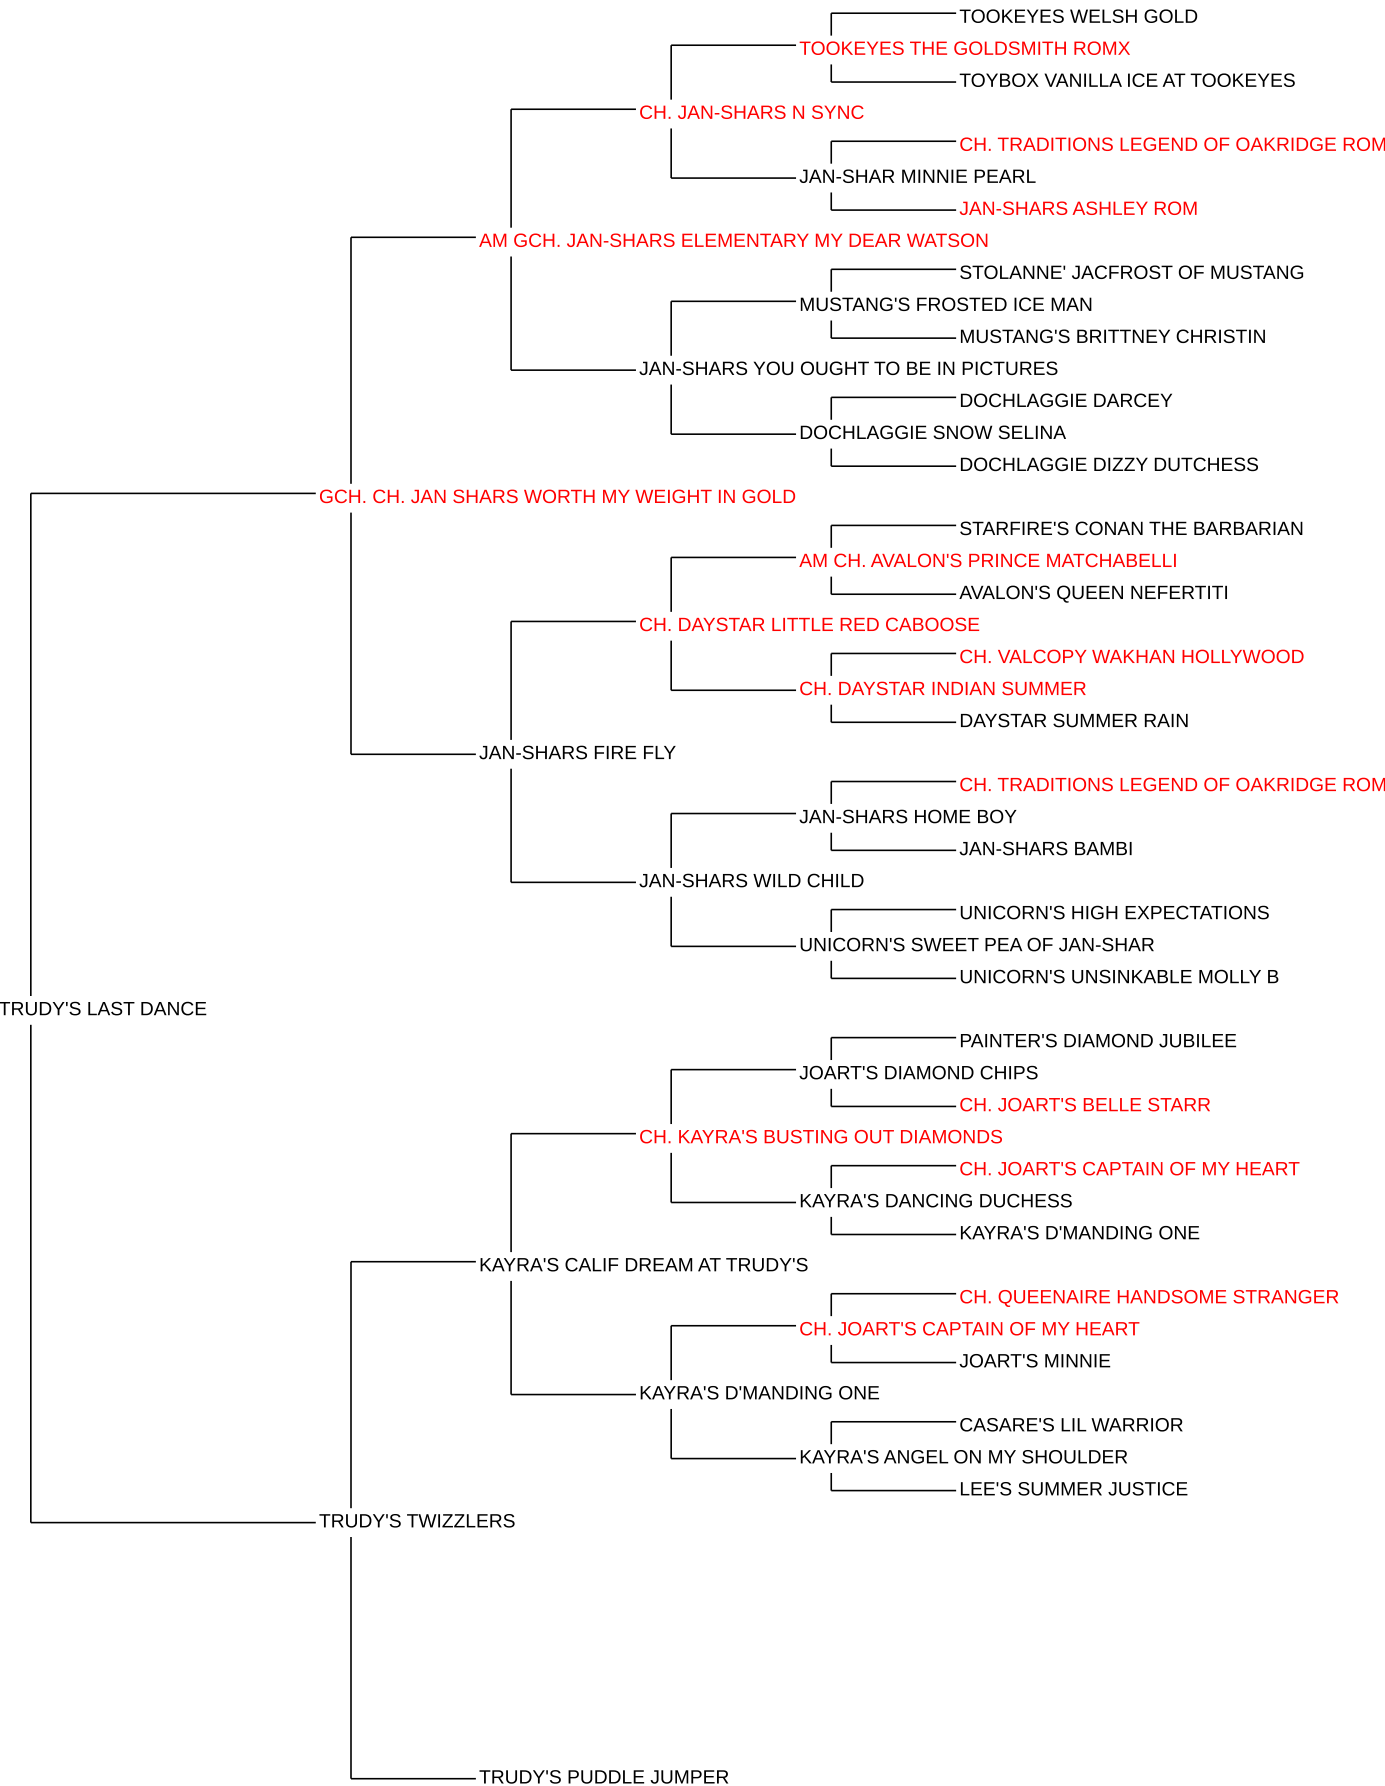 TOOKEYES WELSH GOLD
TOOKEYES THE GOLDSMITH ROMX
TOYBOX VANILLA ICE AT TOOKEYES
CH. JAN-SHARS N SYNC
CH. TRADITIONS LEGEND OF OAKRIDGE ROM
JAN-SHAR MINNIE PEARL
JAN-SHARS ASHLEY ROM
AM GCH. JAN-SHARS ELEMENTARY MY DEAR WATSON
STOLANNE' JACFROST OF MUSTANG
MUSTANG'S FROSTED ICE MAN
MUSTANG'S BRITTNEY CHRISTIN
JAN-SHARS YOU OUGHT TO BE IN PICTURES
DOCHLAGGIE DARCEY
DOCHLAGGIE SNOW SELINA
DOCHLAGGIE DIZZY DUTCHESS
GCH. CH. JAN SHARS WORTH MY WEIGHT IN GOLD
STARFIRE'S CONAN THE BARBARIAN
AM CH. AVALON'S PRINCE MATCHABELLI
AVALON'S QUEEN NEFERTITI
CH. DAYSTAR LITTLE RED CABOOSE
CH. VALCOPY WAKHAN HOLLYWOOD
CH. DAYSTAR INDIAN SUMMER
DAYSTAR SUMMER RAIN
JAN-SHARS FIRE FLY
CH. TRADITIONS LEGEND OF OAKRIDGE ROM
JAN-SHARS HOME BOY
JAN-SHARS BAMBI
JAN-SHARS WILD CHILD
UNICORN'S HIGH EXPECTATIONS
UNICORN'S SWEET PEA OF JAN-SHAR
UNICORN'S UNSINKABLE MOLLY B
TRUDY'S LAST DANCE
PAINTER'S DIAMOND JUBILEE
JOART'S DIAMOND CHIPS
CH. JOART'S BELLE STARR
CH. KAYRA'S BUSTING OUT DIAMONDS
CH. JOART'S CAPTAIN OF MY HEART
KAYRA'S DANCING DUCHESS
KAYRA'S D'MANDING ONE
KAYRA'S CALIF DREAM AT TRUDY'S
CH. QUEENAIRE HANDSOME STRANGER
CH. JOART'S CAPTAIN OF MY HEART
JOART'S MINNIE
KAYRA'S D'MANDING ONE
CASARE'S LIL WARRIOR
KAYRA'S ANGEL ON MY SHOULDER
LEE'S SUMMER JUSTICE
TRUDY'S TWIZZLERS
TRUDY'S PUDDLE JUMPER